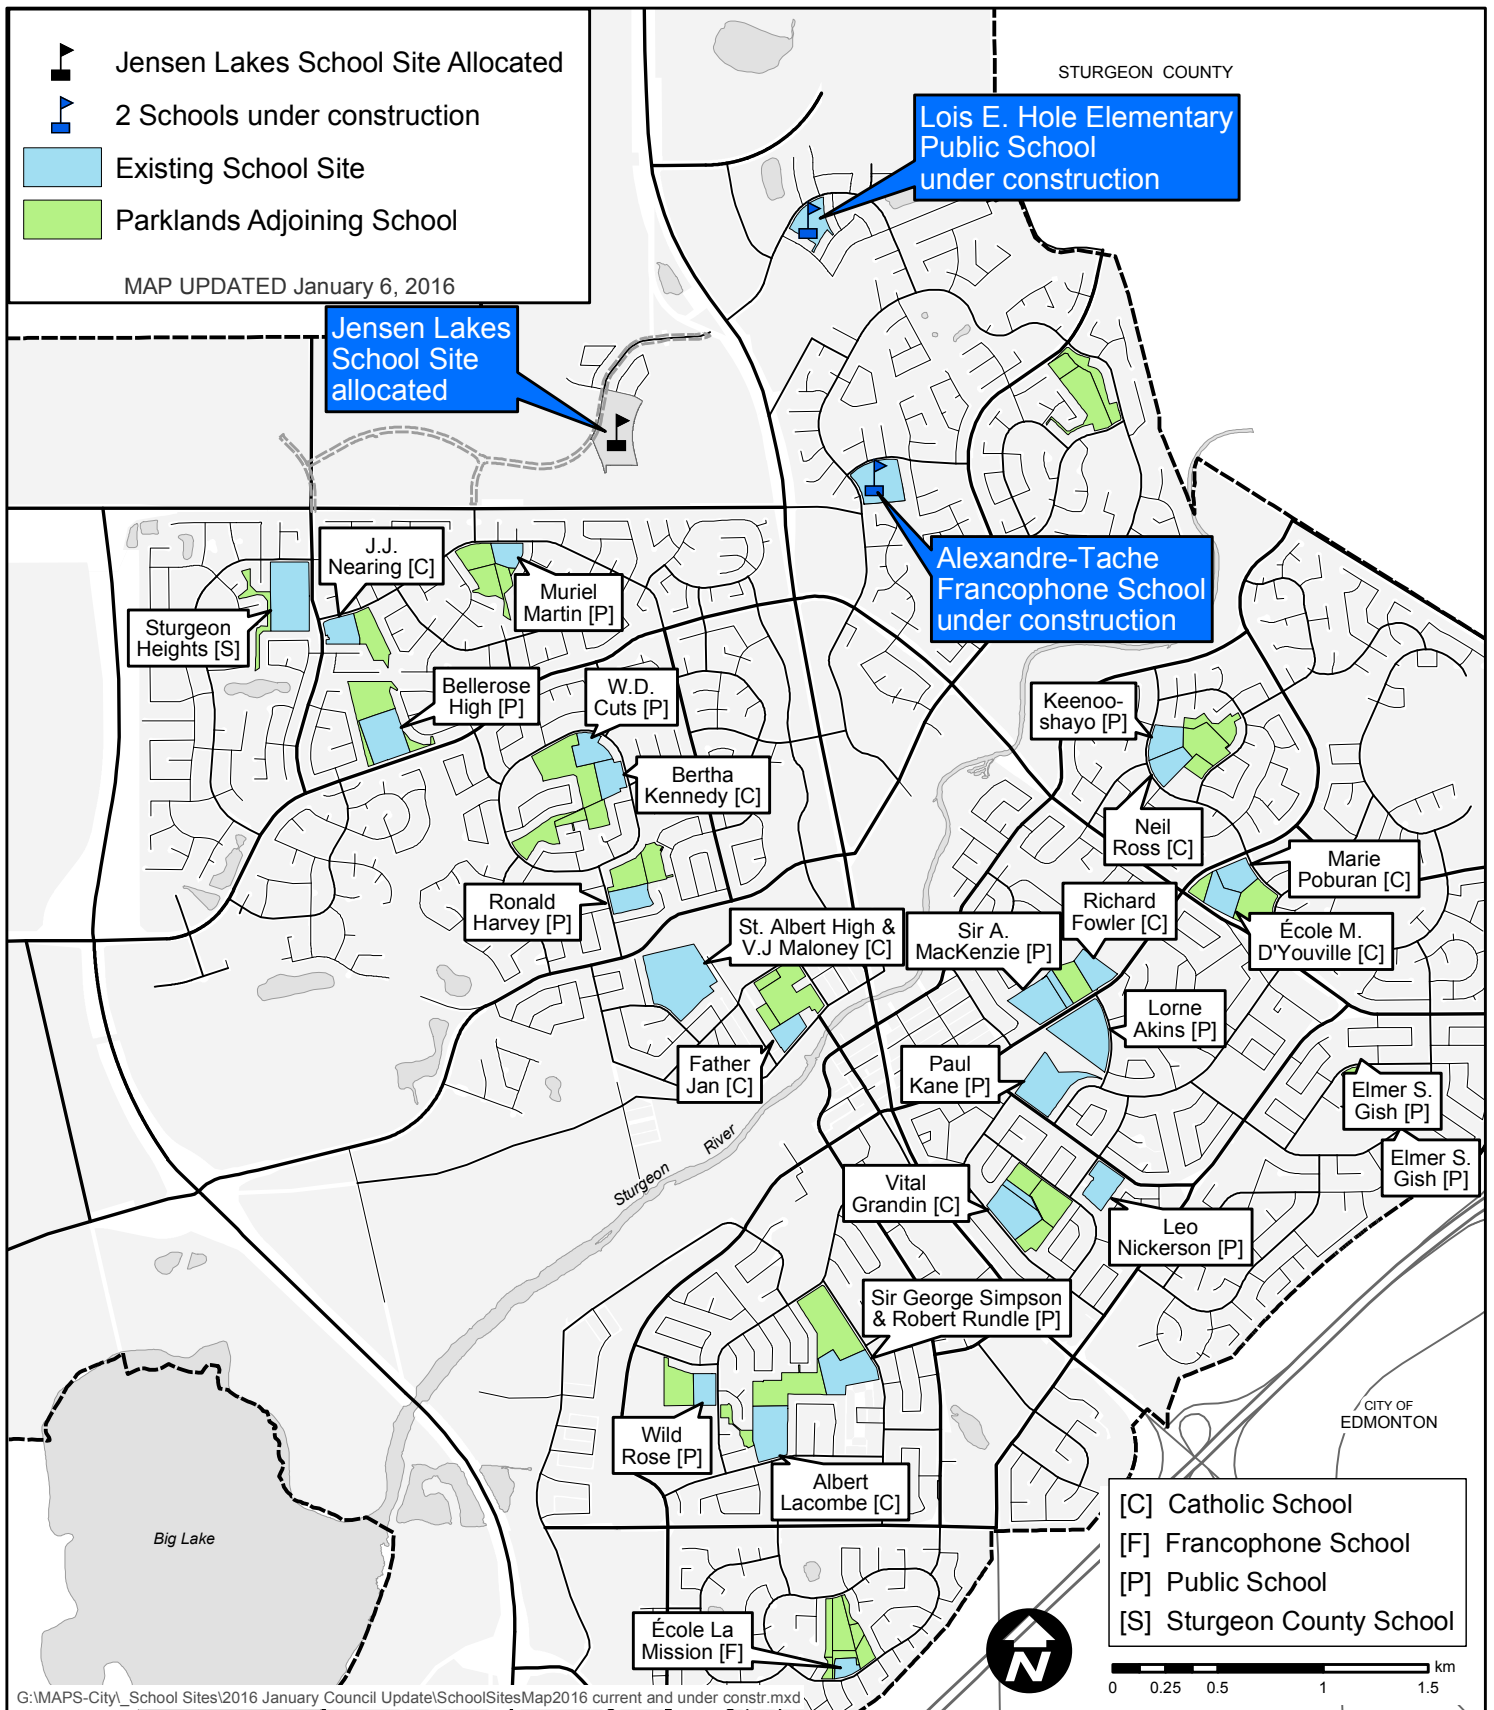 Jensen Lakes School Site Allocated
2 Schools under construction
Existing School Site
Parklands Adjoining School
MAP UPDATED January 6, 2016
STURGEON COUNTY
Lois E. Hole Elementary
Public School
under construction
Jensen Lakes
School Site
allocated
Alexandre-Tache
Francophone School
under construction
J.J.
Nearing [C]
Muriel
Martin [P]
Sturgeon
Heights [S]
Bellerose
High [P]
W.D.
Cuts [P]
Bertha
Kennedy [C]
Keenoo-
shayo [P]
Neil
Ross [C]
Marie
Poburan [C]
École M.
D'Youville [C]
Ronald
Harvey [P]
St. Albert High &
V.J Maloney [C]
Sir A.
MacKenzie [P]
Richard
Fowler [C]
Lorne
Akins [P]
Father
Jan [C]
Paul
Kane [P]
Elmer S.
Gish [P]
Elmer S.
Gish [P]
Sturgeon River
Vital
Grandin [C]
Leo
Nickerson [P]
Sir George Simpson
& Robert Rundle [P]
Wild
Rose [P]
Albert
Lacombe [C]
CITY OF
EDMONTON
Big Lake
École La
Mission [F]
[C] Catholic School
[F] Francophone School
[P] Public School
[S] Sturgeon County School
N
km
0 0.25 0.5 1 1.5
G:\MAPS-City\_School Sites\2016 January Council Update\SchoolSitesMap2016 current and under constr.mxd